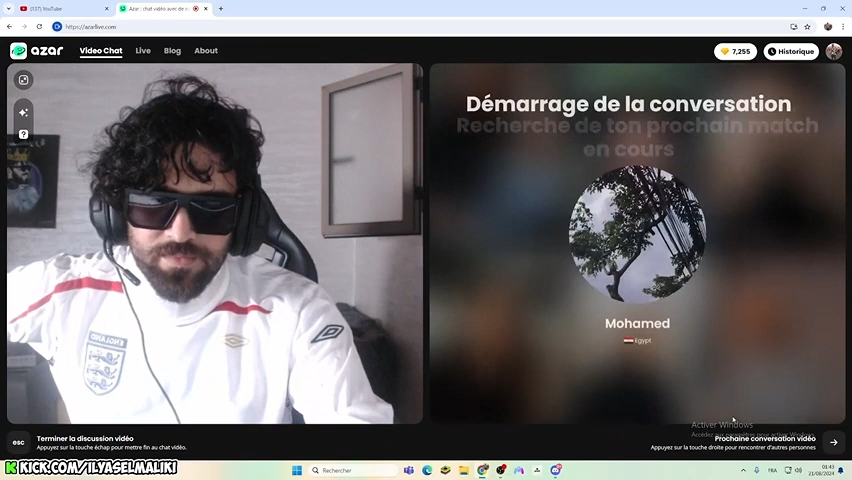 (137) YouTube
Azar : chat vidéo avec de
https://azarlive.com
azar
Video Chat
Live
Blog
About
7,255
Historique
Démarrage de la conversation
Recherche de ton prochain match
en cours
Mohamed
Egypt
ENGLAND
Activer Windows
esc
Terminer la discussion vidéo
Appuyez sur la touche échap pour mettre fin au chat vidéo.
Prochaine conversation vidéo
Appuyez sur la touche droite pour rencontrer d'autres personnes
KICK.COM/ILYASELMALIKI
Rechercher
FRA
01:43
21/08/2024